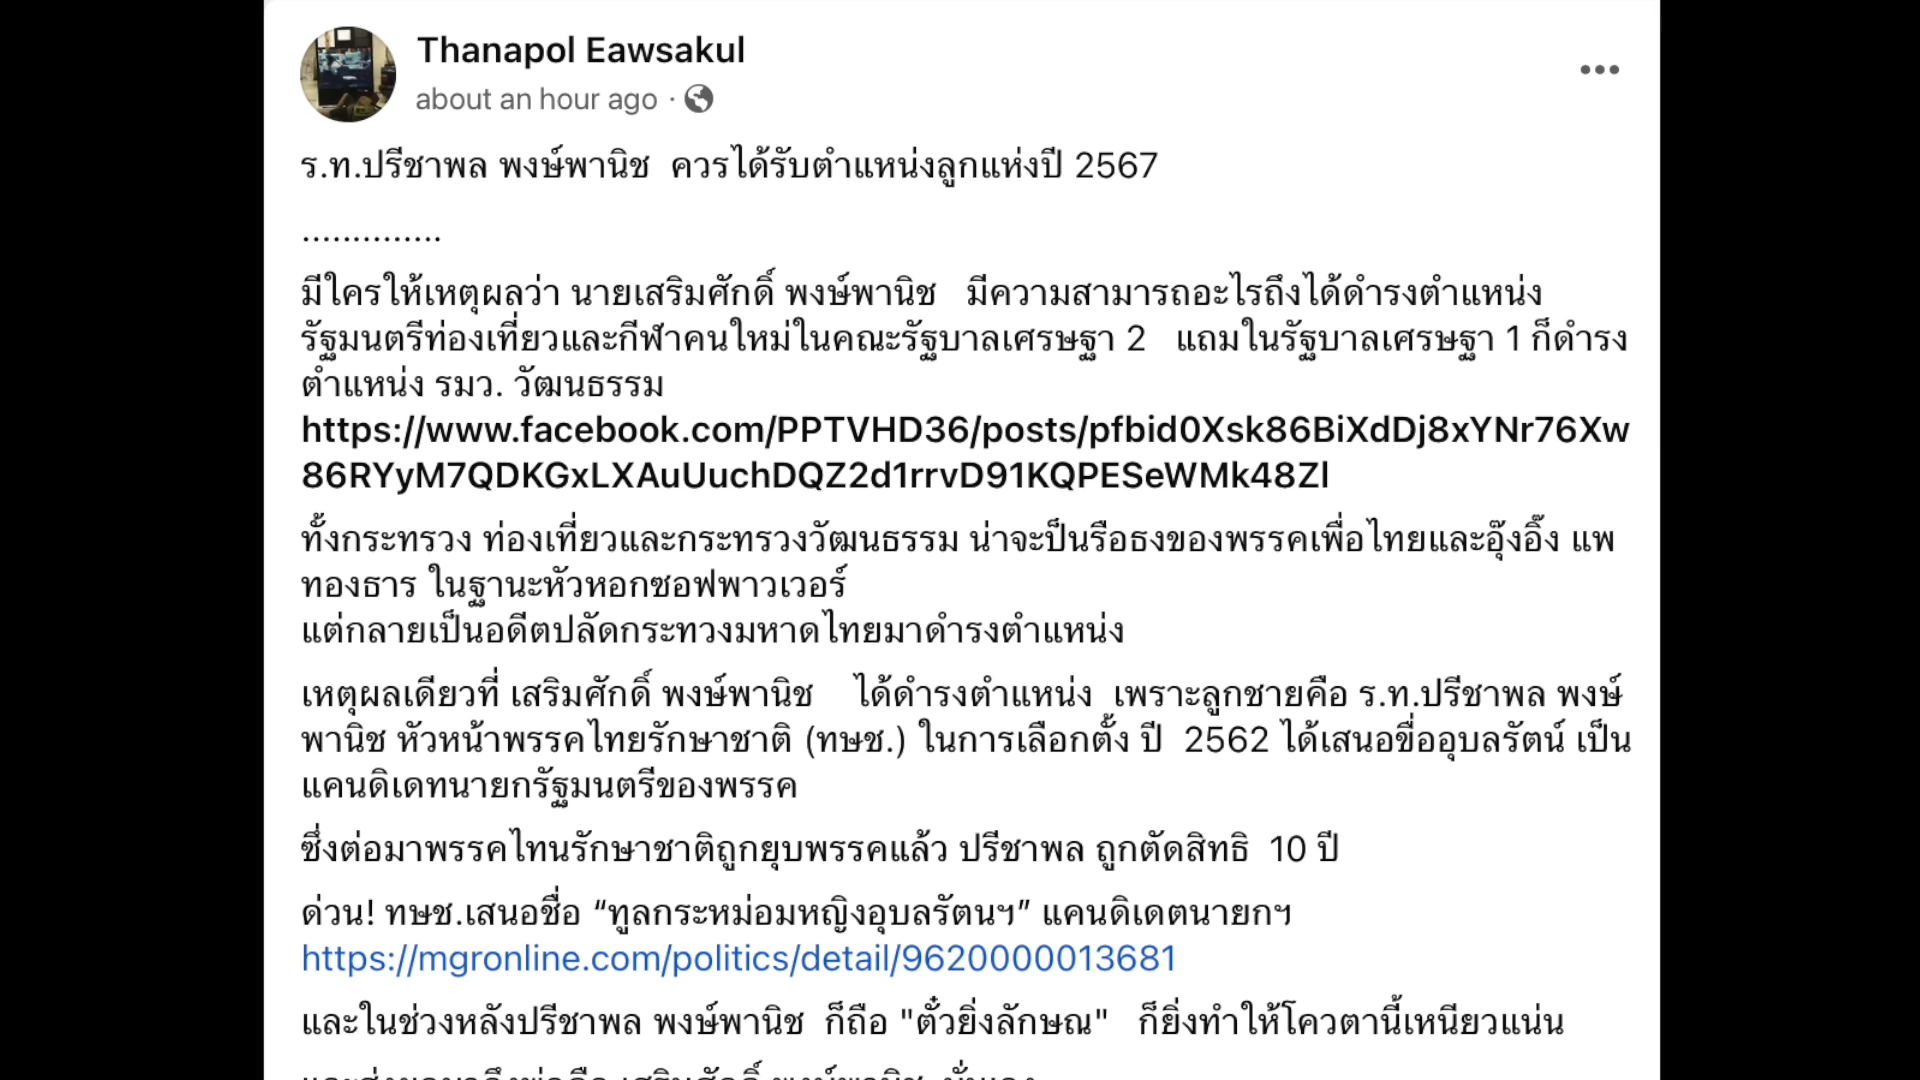 Thanapol Eawsakul
about an hour ago ·
ร.ท.ปรีชาพล พงษ์พานิช  ควรได้รับตำแหน่งลูกแห่งปี 2567
..............
มีใครให้เหตุผลว่า นายเสริมศักดิ์ พงษ์พานิช   มีความสามารถอะไรถึงได้ดำรงตำแหน่ง
รัฐมนตรีท่องเที่ยวและกีฬาคนใหม่ในคณะรัฐบาลเศรษฐา 2   แถมในรัฐบาลเศรษฐา 1 ก็ดำรง
ตำแหน่ง รมว. วัฒนธรรม
https://www.facebook.com/PPTVHD36/posts/pfbid0Xsk86BiXdDj8xYNr76Xw
86RYyM7QDKGxLXAuUuchDQZ2d1rrvD91KQPESeWMk48Zl
ทั้งกระทรวง ท่องเที่ยวและกระทรวงวัฒนธรรม น่าจะป็นรือธงของพรรคเพื่อไทยและอุ๊งอิ๊ง แพ
ทองธาร ในฐานะหัวหอกซอฟพาวเวอร์
แต่กลายเป็นอดีตปลัดกระทวงมหาดไทยมาดำรงตำแหน่ง
เหตุผลเดียวที่ เสริมศักดิ์ พงษ์พานิช    ได้ดำรงตำแหน่ง  เพราะลูกชายคือ ร.ท.ปรีชาพล พงษ์
พานิช หัวหน้าพรรคไทยรักษาชาติ (ทษช.) ในการเลือกตั้ง ปี  2562 ได้เสนอขื่ออุบลรัตน์ เป็น
แคนดิเดทนายกรัฐมนตรีของพรรค
ซึ่งต่อมาพรรคไทนรักษาชาติถูกยุบพรรคแล้ว ปรีชาพล ถูกตัดสิทธิ  10 ปี
ด่วน! ทษช.เสนอชื่อ “ทูลกระหม่อมหญิงอุบลรัตนฯ” แคนดิเดตนายกฯ
https://mgronline.com/politics/detail/9620000013681
และในช่วงหลังปรีชาพล พงษ์พานิช  ก็ถือ "ตั๋วยิ่งลักษณ"   ก็ยิ่งทำให้โควตานี้เหนียวแน่น